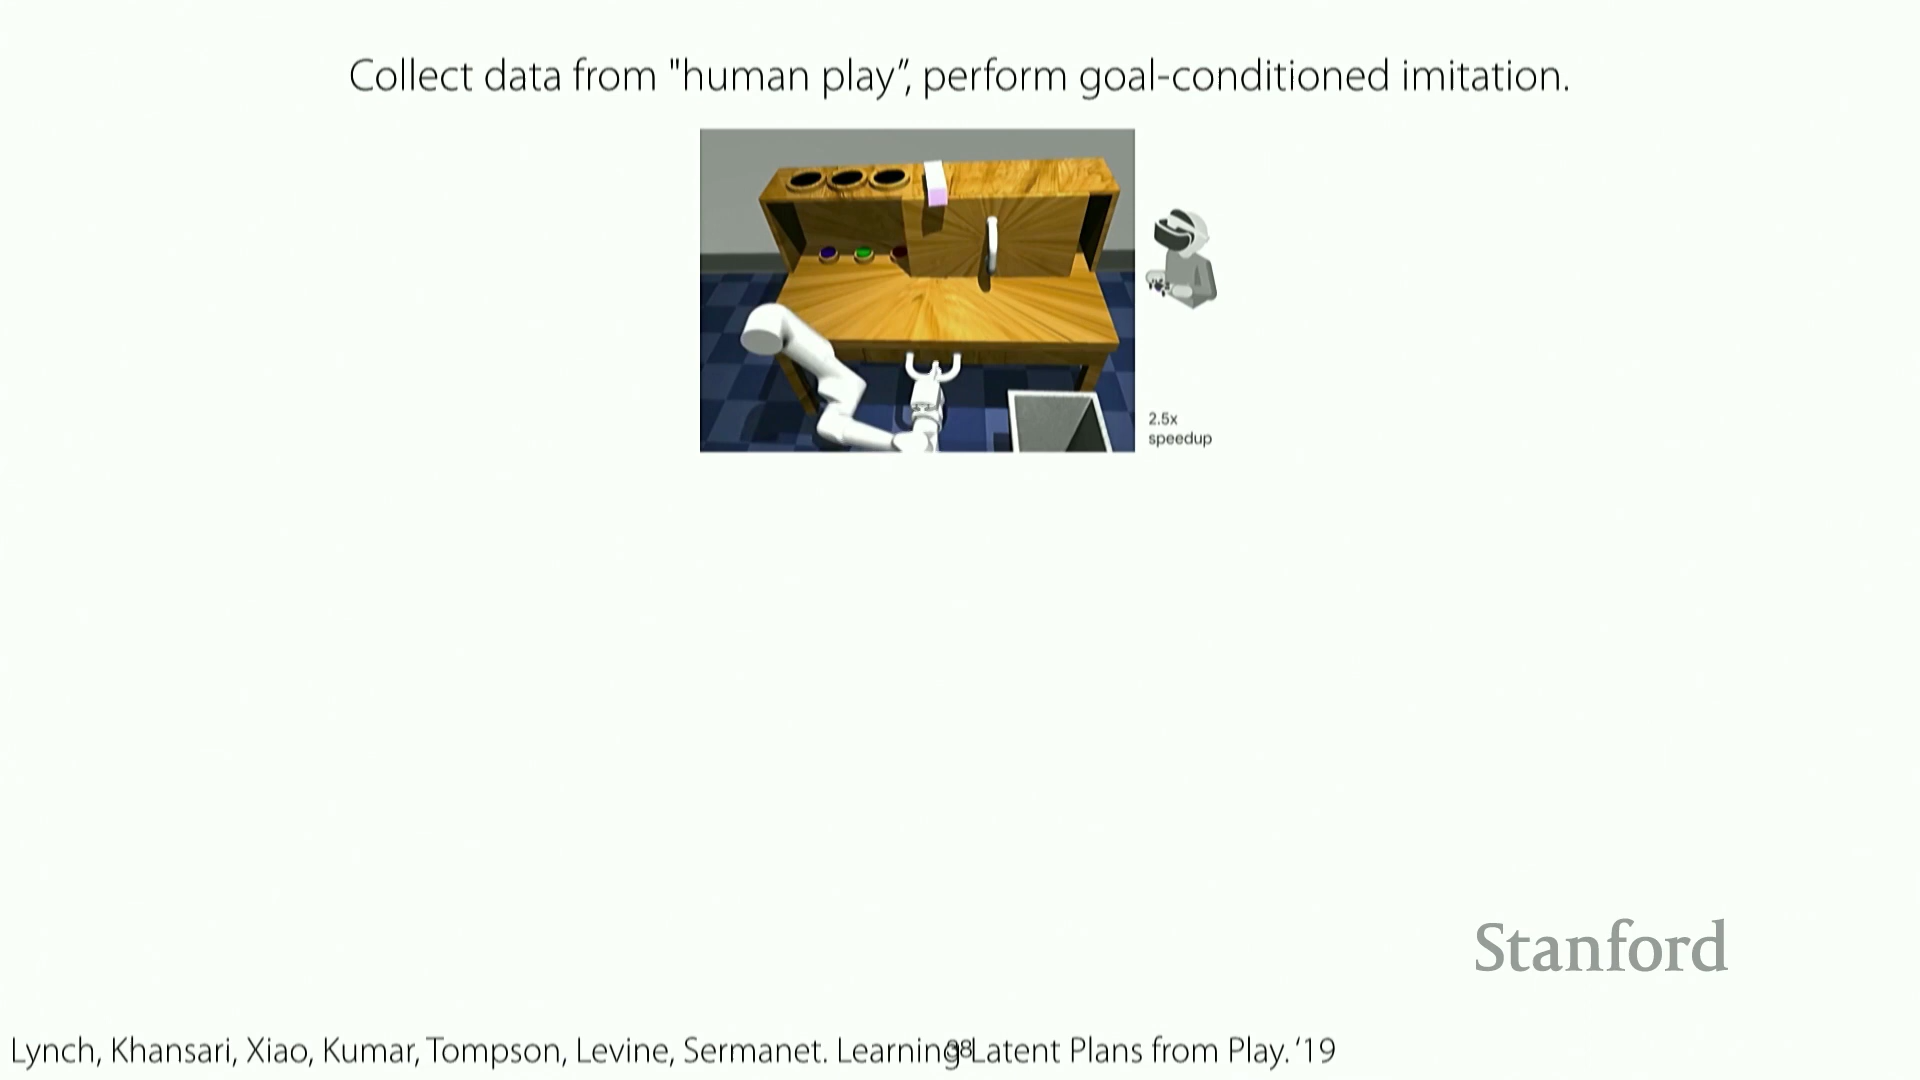 Collect data from "human play”, perform goal-conditioned imitation.
2.5x
speedup
Stanford
Lynch, Khansari, Xiao, Kumar, Tompson, Levine, Sermanet. Learning Latent Plans from Play. ‘19